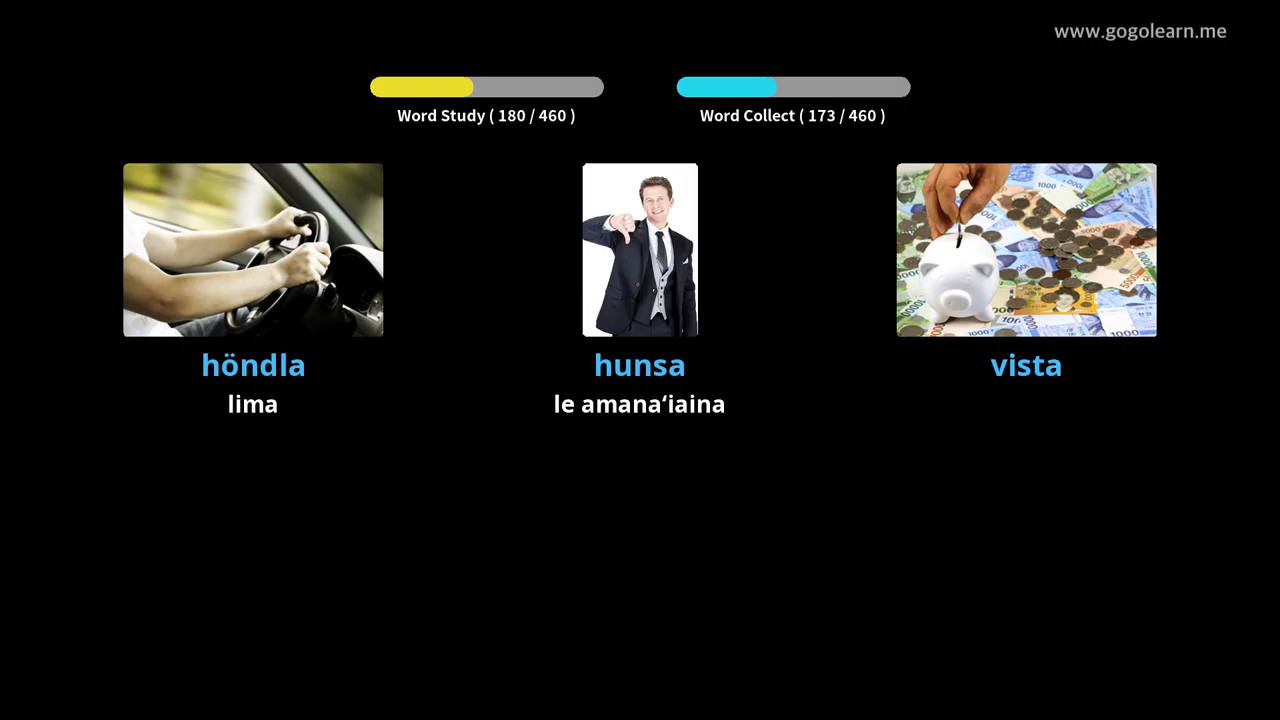 www.gogolearn.me
Word Study ( 180 / 460 )
Word Collect ( 173 / 460 )
höndla
hunsa
vista
lima
le amanaʻiaina